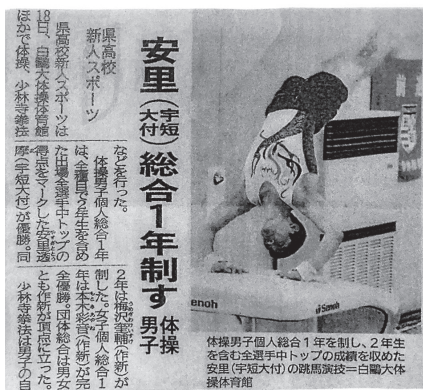 安里（宇短大付）総合１年制す
体操男子
県高校
新人スポーツ
県高校新人スポーツは
18日、白鷗大体操体育館
ほかで体操、少林寺拳法
などを行った。
体操男子個人総合１年
は、全種目で２年生を含め
た出場全選手中トップの
得点をマークした安里透
摩（宇短大付）が優勝。同
２年は梅沢奎輔（作新）が
制した。女子個人総合１
年は本木彩音（作新）が完
全優勝。団体総合は男女
とも作新が頂点に立った。
少林寺拳法は男子の自
Senoh
Senoh
体操男子個人総合１年を制し、２年生
を含む全選手中トップの成績を収めた
安里（宇短大付）の跳馬演技＝白鷗大体
操体育館